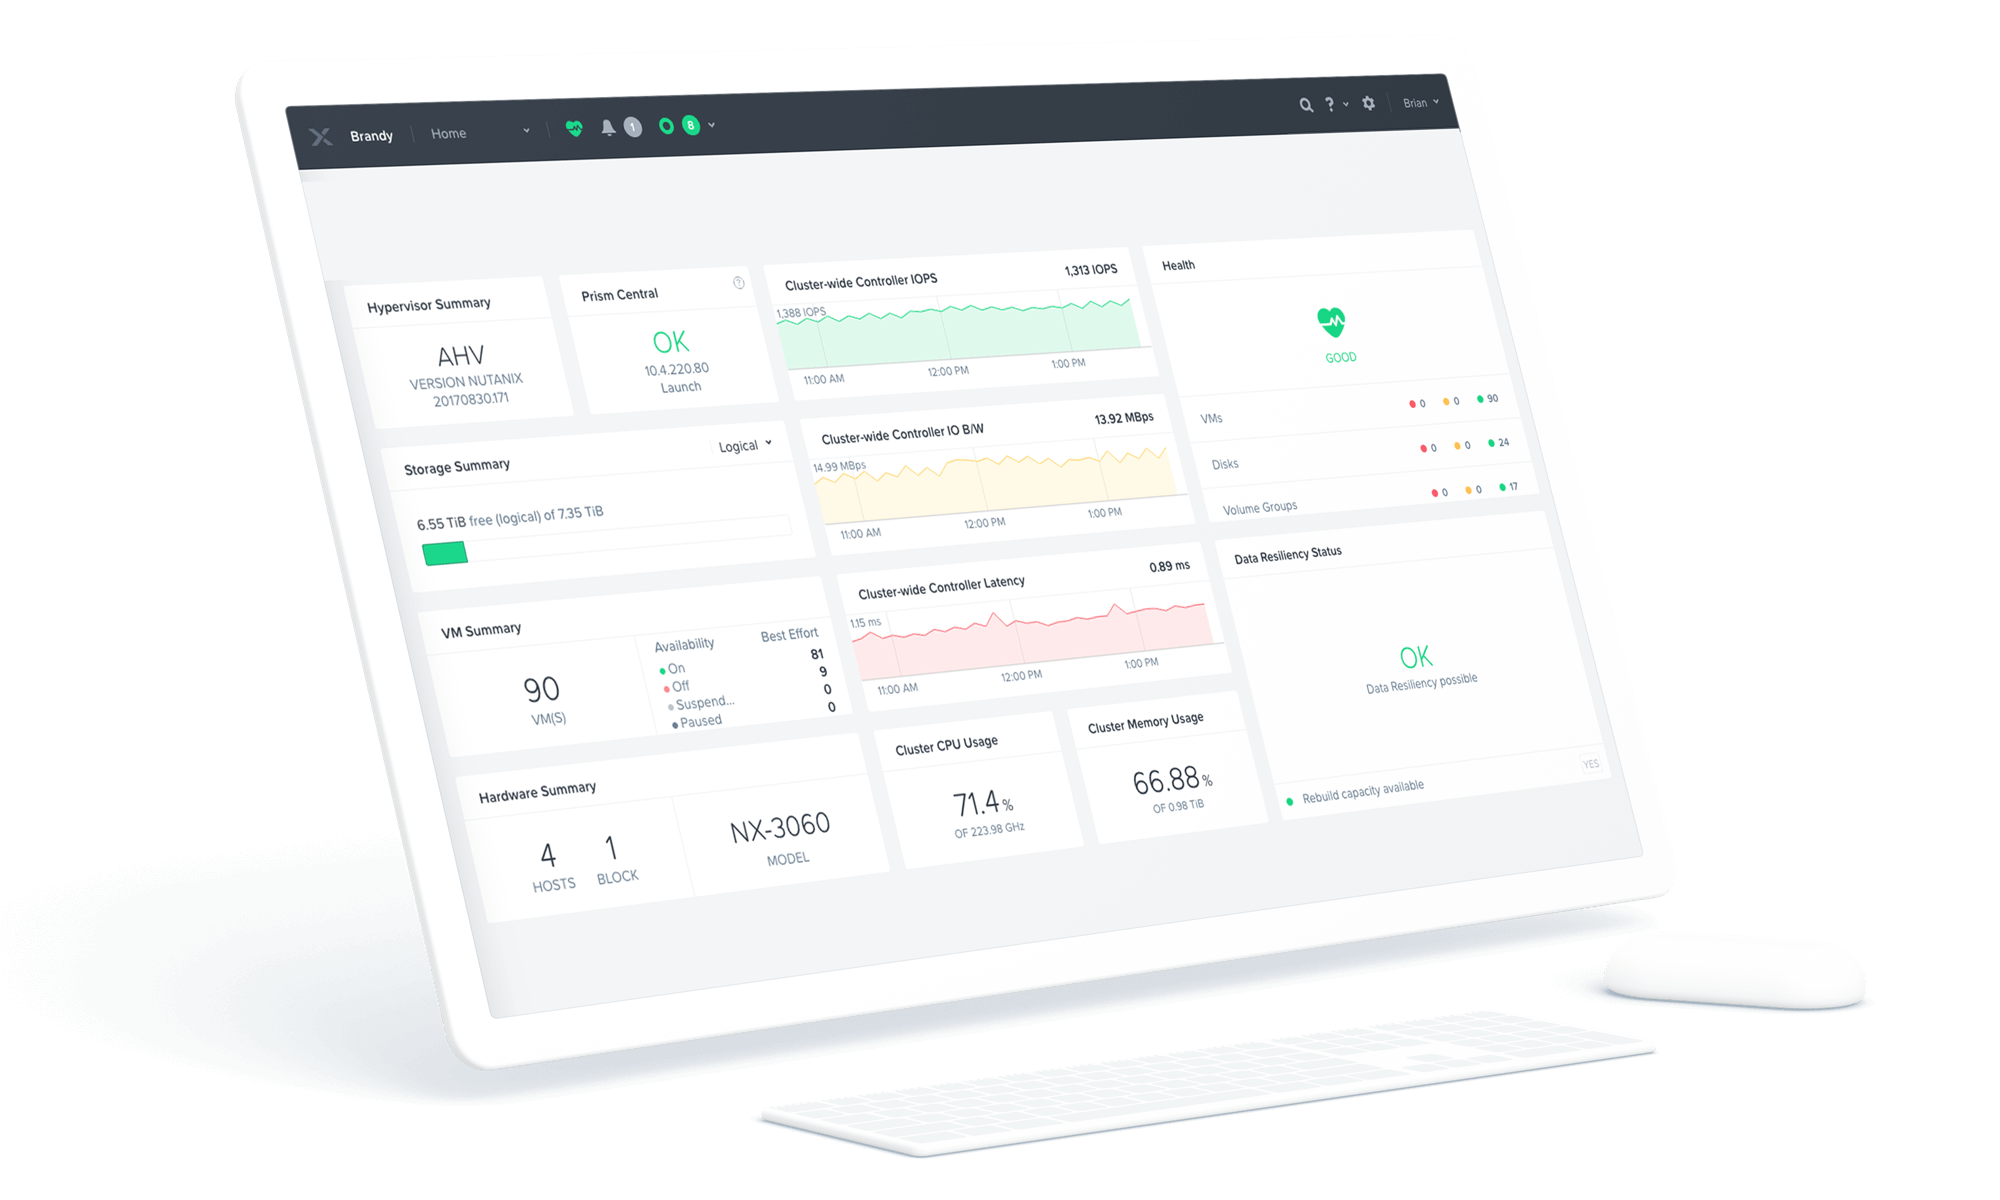 Brandy
Home
1
8
?
Brian
Hypervisor Summary
AHV
VERSION NUTANIX
20170830.171
Prism Central
?
OK
10.4.220.80
Launch
Cluster-wide Controller IOPS
1,313 IOPS
1,388 IOPS
11:00 AM
12:00 PM
1:00 PM
Health
GOOD
VMs
0
0
90
Disks
0
0
24
Volume Groups
0
0
17
Storage Summary
Logical
6.55 TiB free (logical) of 7.35 TiB
Cluster-wide Controller IO B/W
13.92 MBps
14.99 MBps
11:00 AM
12:00 PM
1:00 PM
VM Summary
90
VM(S)
Availability
Best Effort
On
81
Off
9
Suspend...
0
Paused
0
Cluster-wide Controller Latency
0.89 ms
1.15 ms
11:00 AM
12:00 PM
1:00 PM
Data Resiliency Status
OK
Data Resiliency possible
Rebuild capacity available
YES
Hardware Summary
4
HOSTS
1
BLOCK
NX-3060
MODEL
Cluster CPU Usage
71.4 %
OF 223.98 GHz
Cluster Memory Usage
66.88 %
OF 0.98 TiB